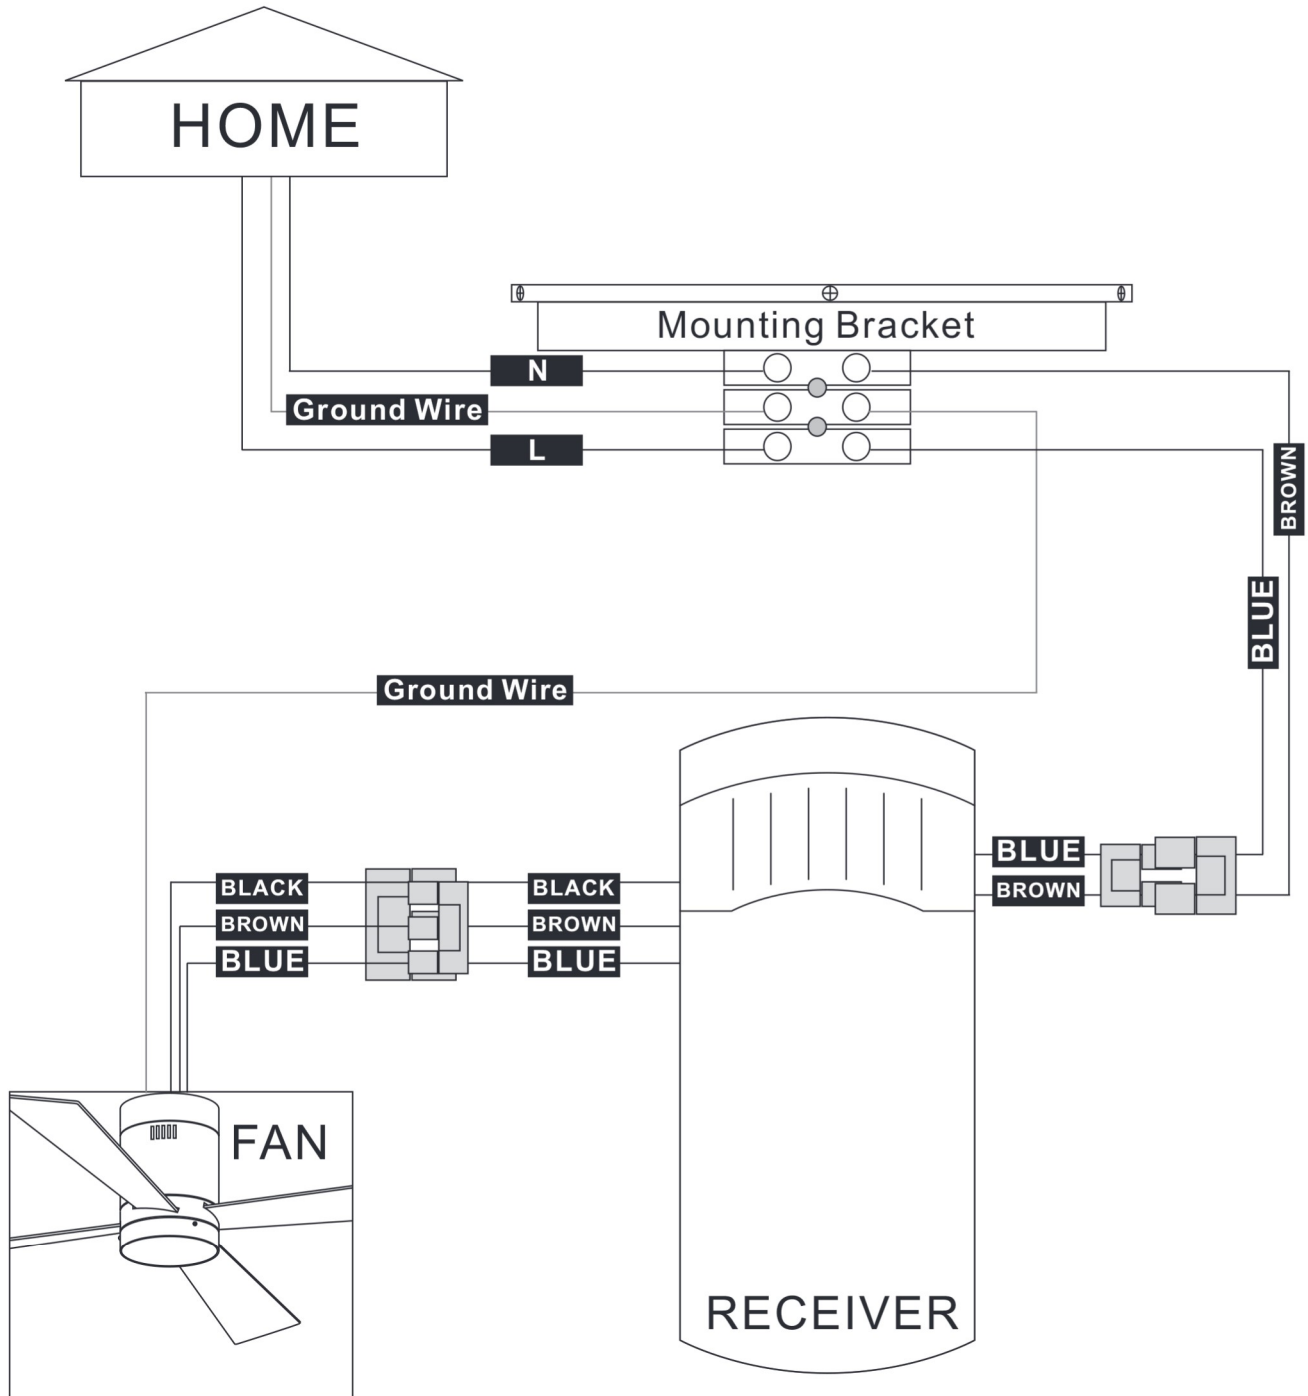 HOME
Mounting Bracket
N
Ground Wire
L
BROWN
BLUE
Ground Wire
BLUE
BROWN
BLACK
BLACK
BROWN
BROWN
BLUE
BLUE
FAN
RECEIVER